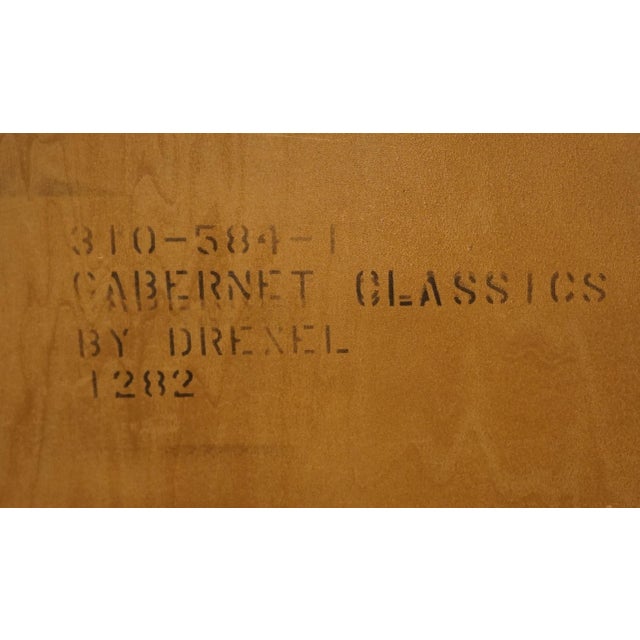 310-584-1
CABERNET CLASSICS
BY DREXEL
1282